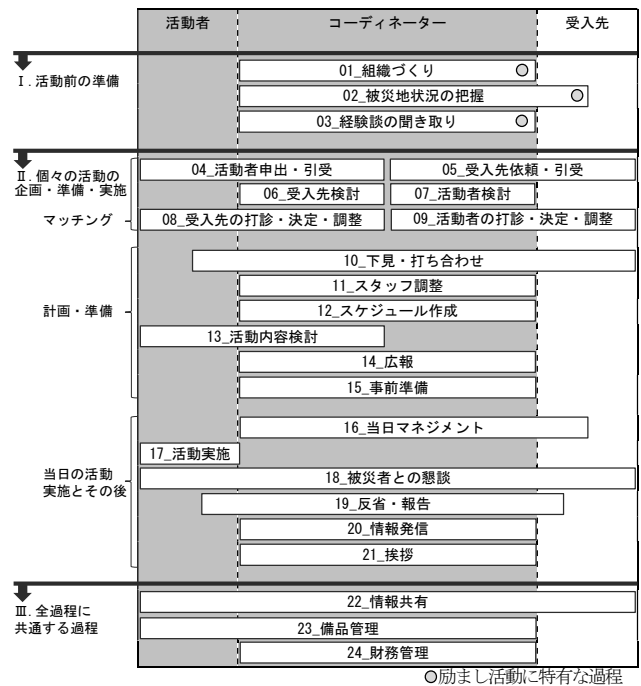 活動者 コーディネーター 受入先
Ⅰ.活動前の準備
01_組織づくり
02_被災地状況の把握
03_経験談の聞き取り
Ⅱ.個々の活動の
企画・準備・実施
04_活動者申出・引受 05_受入先依頼・引受
06_受入先検討 07_活動者検討
マッチング
08_受入先の打診・決定・調整 09_活動者の打診・決定・調整
10_下見・打ち合わせ
11_スタッフ調整
計画・準備
12_スケジュール作成
13_活動内容検討
14_広報
15_事前準備
16_当日マネジメント
17_活動実施
当日の活動
実施とその後
18_被災者との懇談
19_反省・報告
20_情報発信
21_挨拶
Ⅲ.全過程に
共通する過程
22_情報共有
23_備品管理
24_財務管理
○励まし活動に特有な過程